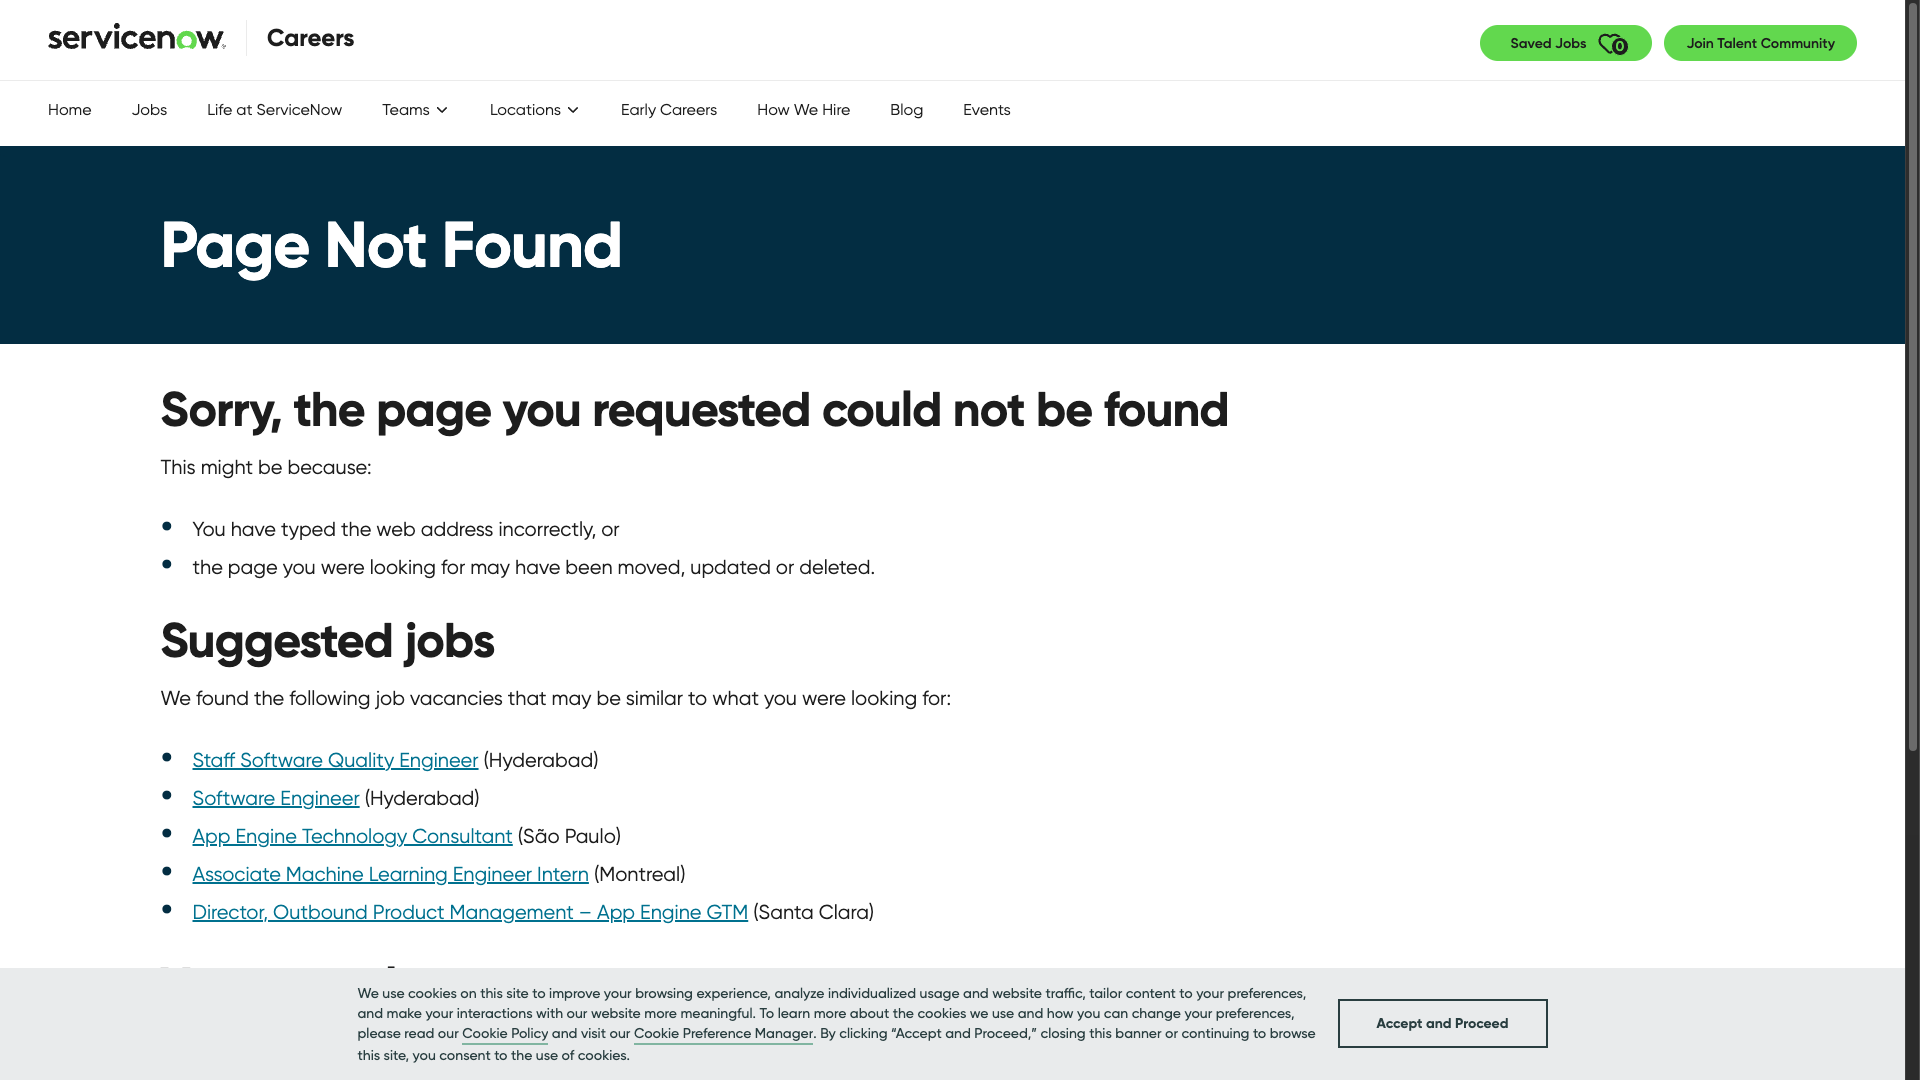 servicenow Careers
Saved Jobs 0
Join Talent Community
Home Jobs Life at ServiceNow Teams Locations Early Careers How We Hire Blog Events
Page Not Found
Sorry, the page you requested could not be found
This might be because:
You have typed the web address incorrectly, or
the page you were looking for may have been moved, updated or deleted.
Suggested jobs
We found the following job vacancies that may be similar to what you were looking for:
Staff Software Quality Engineer (Hyderabad)
Software Engineer (Hyderabad)
App Engine Technology Consultant (São Paulo)
Associate Machine Learning Engineer Intern (Montreal)
Director, Outbound Product Management – App Engine GTM (Santa Clara)
We use cookies on this site to improve your browsing experience, analyze individualized usage and website traffic, tailor content to your preferences,
and make your interactions with our website more meaningful. To learn more about the cookies we use and how you can change your preferences,
please read our Cookie Policy and visit our Cookie Preference Manager. By clicking “Accept and Proceed,” closing this banner or continuing to browse
this site, you consent to the use of cookies.
Accept and Proceed